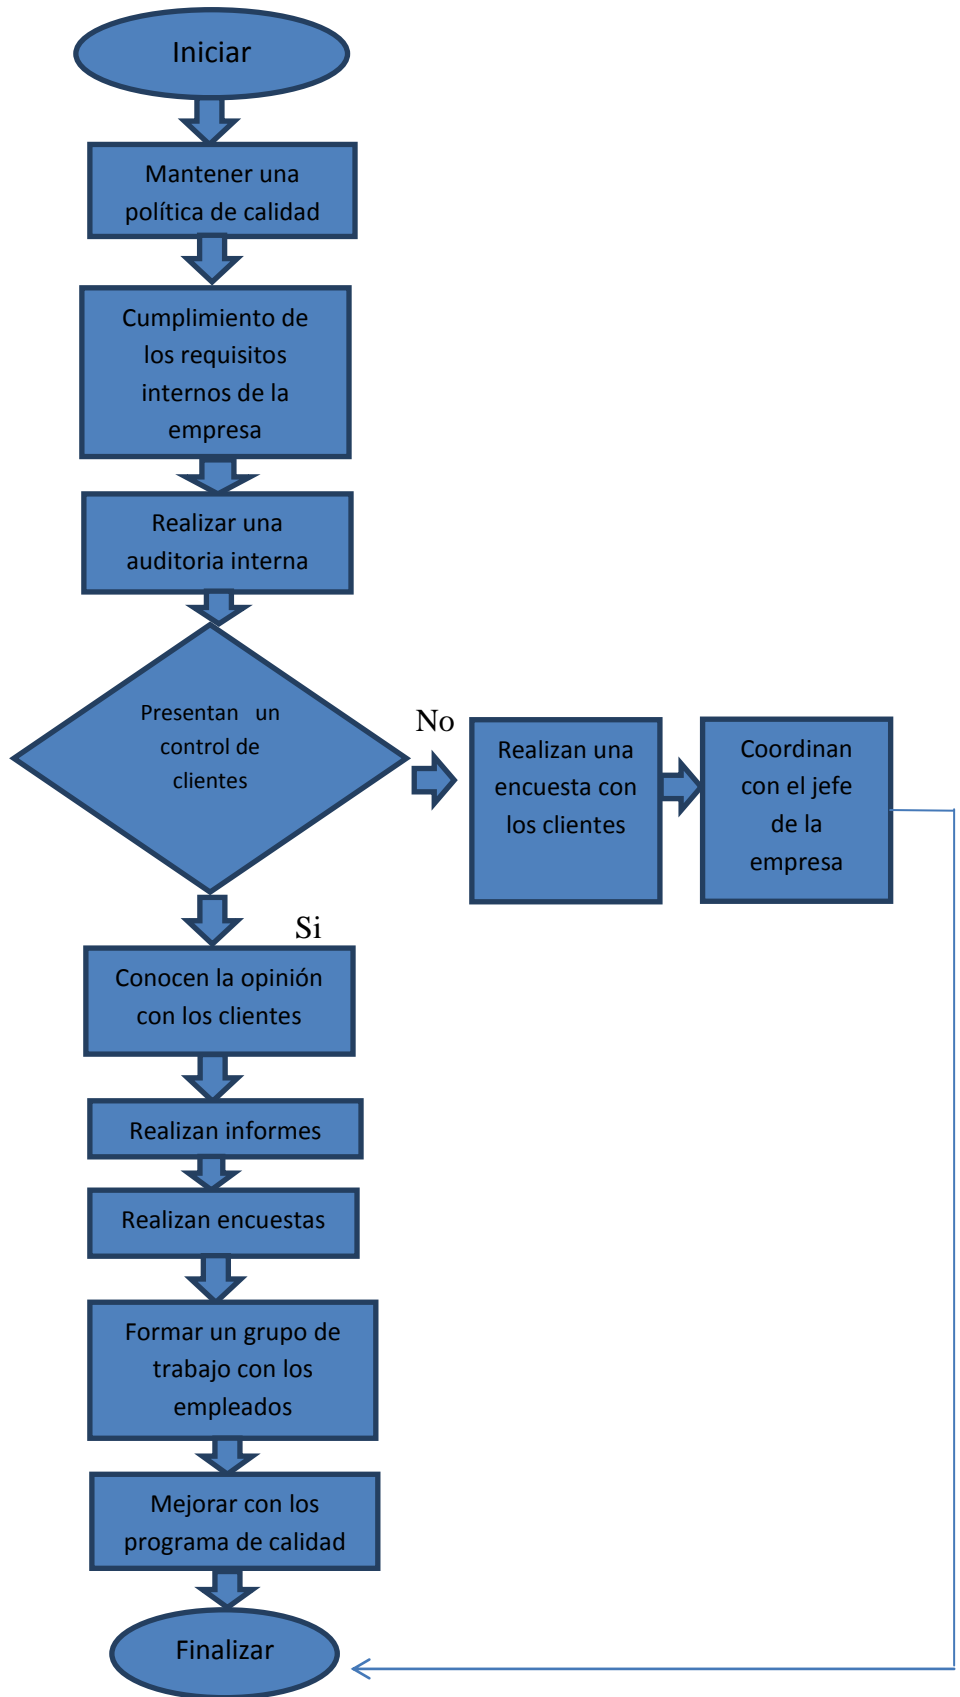 Iniciar
Mantener una
política de calidad
Cumplimiento de
los requisitos
internos de la
empresa
Realizar una
auditoria interna
Presentan un
control de
clientes
No
Realizan una
encuesta con
los clientes
Coordinan
con el jefe
de la
empresa
Si
Conocen la opinión
con los clientes
Realizan informes
Realizan encuestas
Formar un grupo de
trabajo con los
empleados
Mejorar con los
programa de calidad
Finalizar